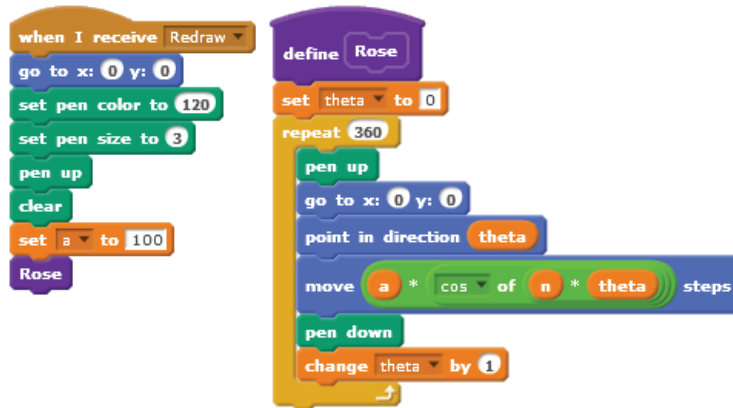 when I receive Redraw
go to x: 0 y: 0
set pen color to 120
set pen size to 3
pen up
clear
set a to 100
Rose
define Rose
set theta to 0
repeat 360
pen up
go to x: 0 y: 0
point in direction theta
move a * cos of n * theta steps
pen down
change theta by 1